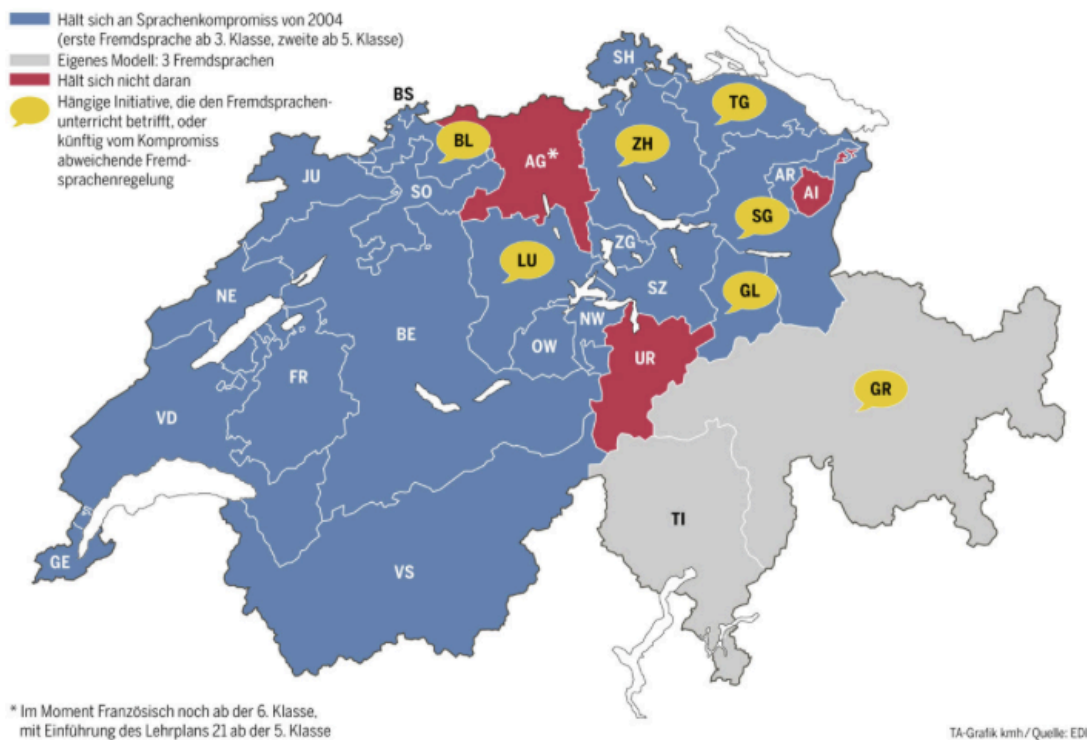 Hält sich an Sprachenkompromiss von 2004
(erste Fremdsprache ab 3. Klasse, zweite ab 5. Klasse)
Eigenes Modell: 3 Fremdsprachen
Hält sich nicht daran
Hängige Initiative, die den Fremdsprachen-
unterricht betrifft, oder
künftig vom Kompromiss
abweichende Fremd-
sprachenregelung
SH
BS
TG
BL
AG*
ZH
JU
SO
AR
AI
SG
ZG
LU
SZ
GL
NE
NW
BE
OW
UR
FR
GR
VD
TI
GE
VS
* Im Moment Französisch noch ab der 6. Klasse,
mit Einführung des Lehrplans 21 ab der 5. Klasse
TA-Grafik kmh / Quelle: EDI